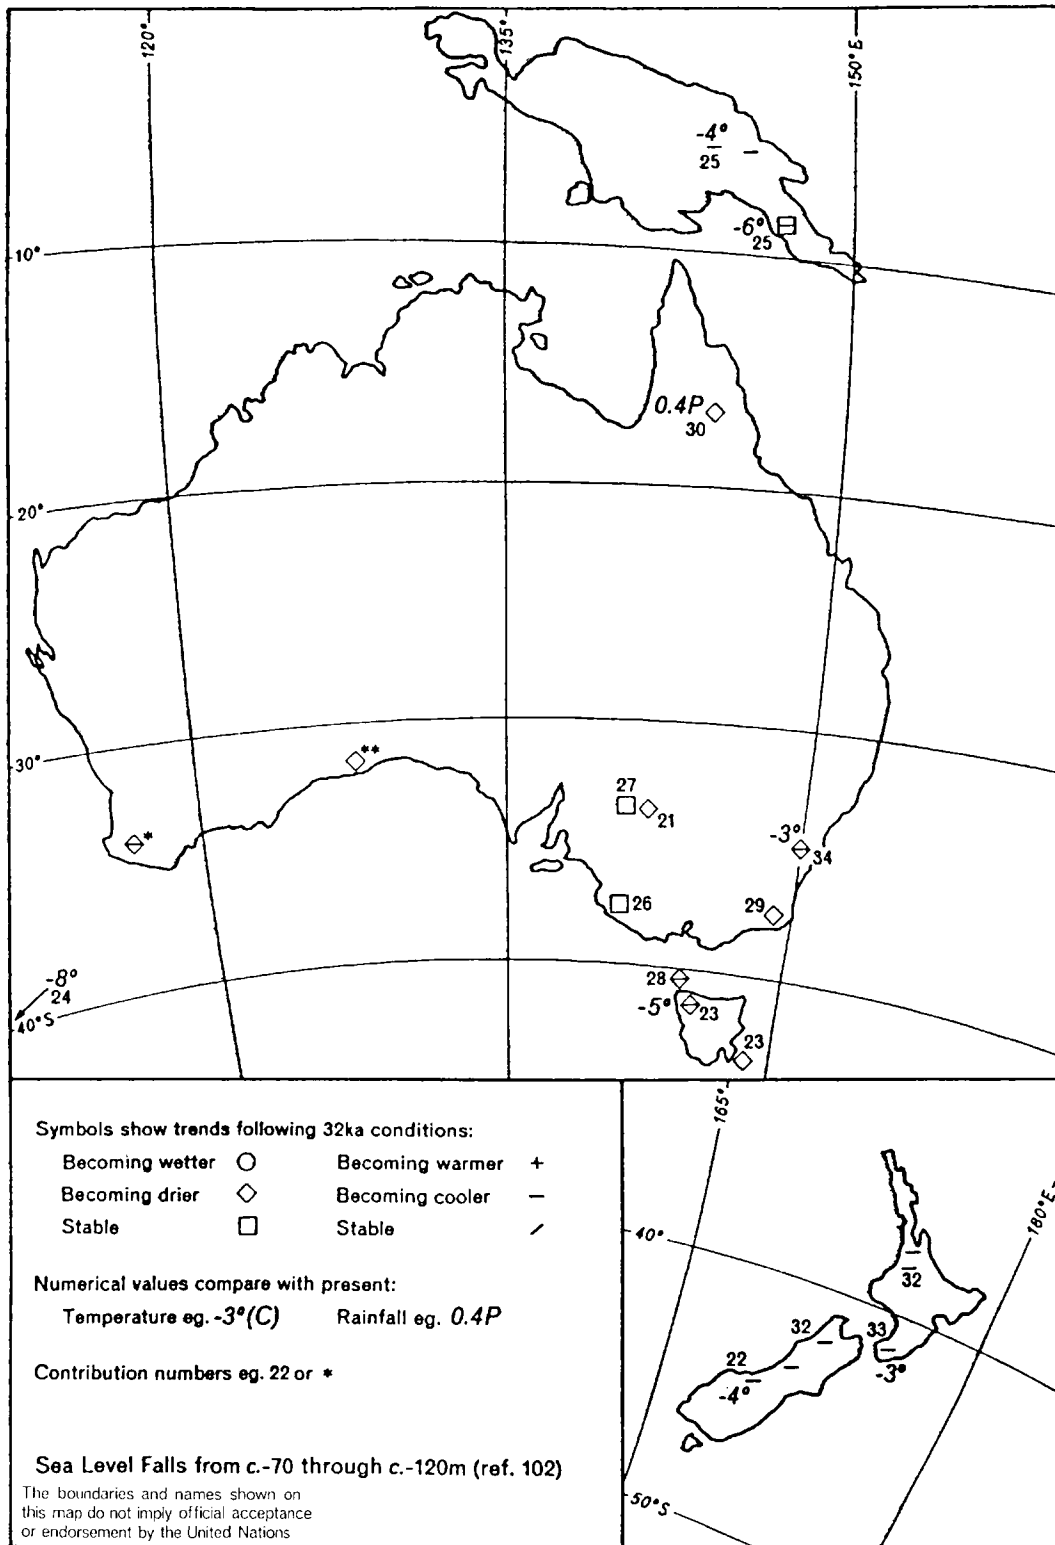 120°
135°
150°E
-4°
25
-6°
25
10°
0.4P
30
20°
30°
**
*
27
21
-3°
34
26
29
-8°
24
40°S
28
-5°
23
23
Symbols show trends following 32ka conditions:
Becoming wetter ○ Becoming warmer +
Becoming drier ◇ Becoming cooler –
Stable □ Stable /
Numerical values compare with present:
Temperature eg. -3°(C) Rainfall eg. 0.4P
Contribution numbers eg. 22 or *
Sea Level Falls from c.-70 through c.-120m (ref. 102)
The boundaries and names shown on
this map do not imply official acceptance
or endorsement by the United Nations
165°
180°E
40°
32
32
33
22
-3°
-4°
50°S